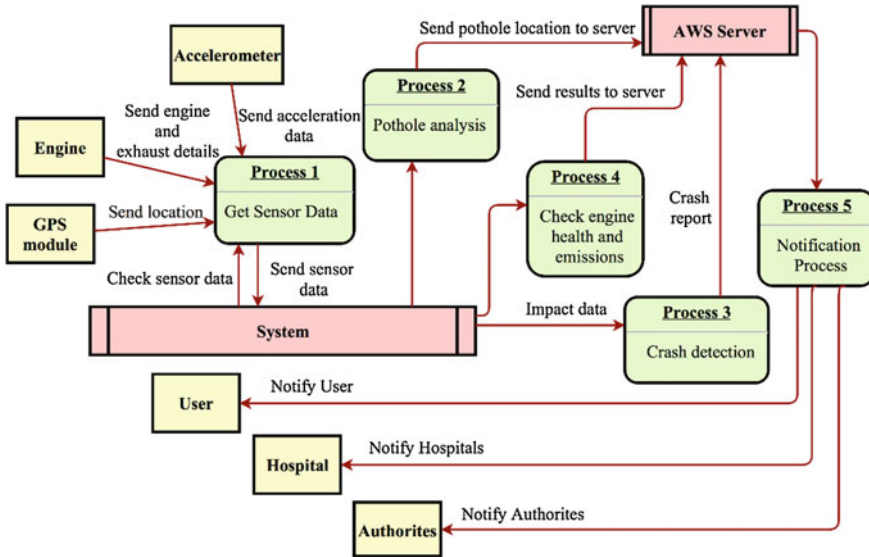 Accelerometer
Send pothole location to server
AWS Server
Process 2
Pothole analysis
Send engine
and
exhaust details
Send acceleration
data
Send results to server
Engine
Process 1
Get Sensor Data
Process 4
Check engine
health and
emissions
Crash
report
Process 5
Notification
Process
GPS
module
Send location
Check sensor data
Send sensor
data
System
Impact data
Process 3
Crash detection
User
Notify User
Hospital
Notify Hospitals
Authorites
Notify Authorites